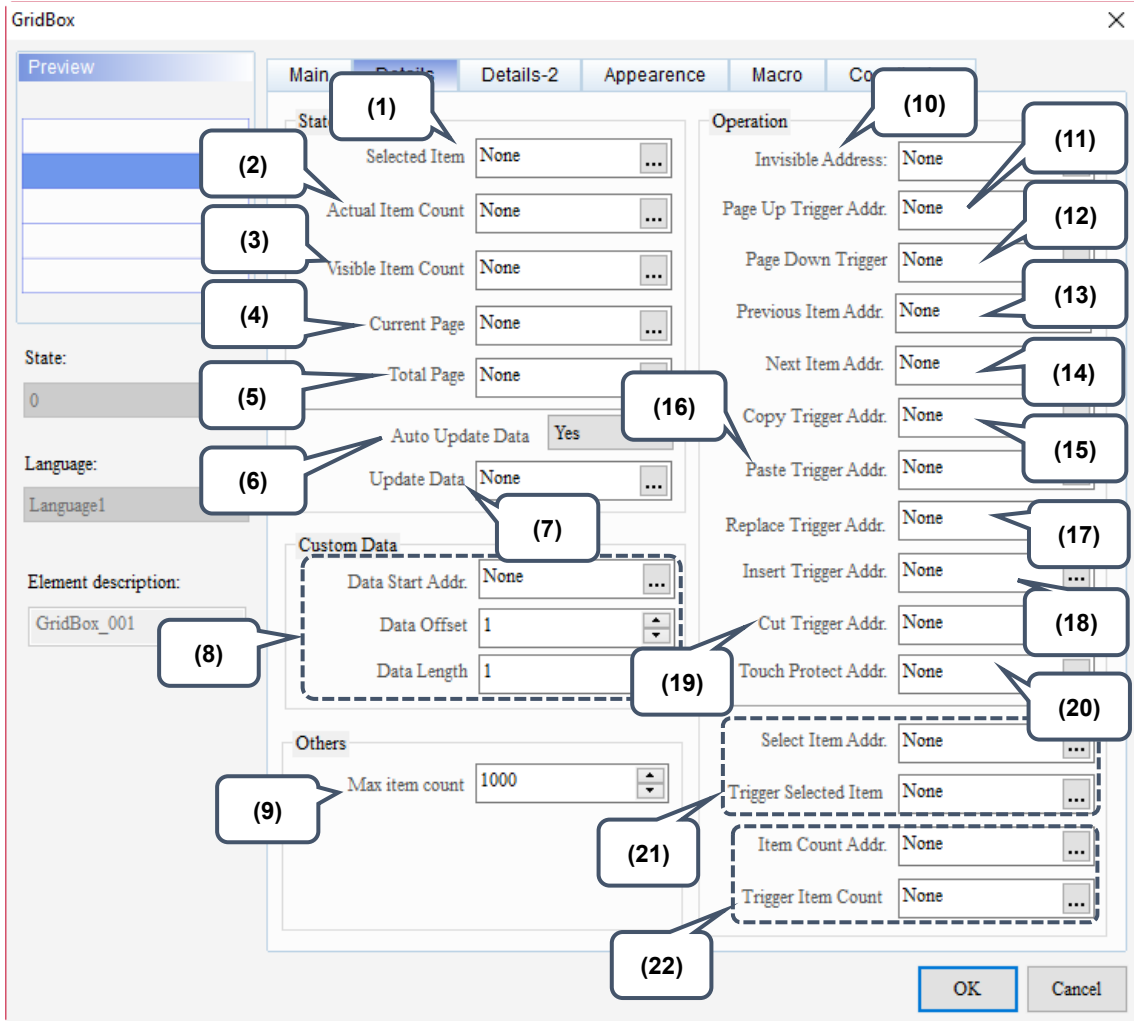 GridBox
Preview
Main
Details-2
Appearence
Macro
(1)
(10)
Operation
Selected Item None ...
Invisible Address: None
(11)
(2)
Actual Item Count None ...
Page Up Trigger Addr. None
(12)
(3)
Visible Item Count None ...
Page Down Trigger None
(13)
(4)
Current Page None ...
Previous Item Addr. None
State:
0
(5)
Total Page None
Next Item Addr. None
(14)
(16)
Copy Trigger Addr. None
(15)
Auto Update Data Yes
Language:
Language1
(6)
Update Data None ...
Paste Trigger Addr. None
(7)
Replace Trigger Addr. None
(17)
Custom Data
Data Start Addr. None ...
Insert Trigger Addr. None ...
(18)
Element description:
GridBox_001
(8)
Data Offset 1
Cut Trigger Addr. None
Data Length 1
(19)
Touch Protect Addr. None
(20)
Others
Select Item Addr. None ...
Max item count 1000
(9)
Trigger Selected Item None ...
(21)
Item Count Addr. None ...
Trigger Item Count None ...
(22)
OK
Cancel